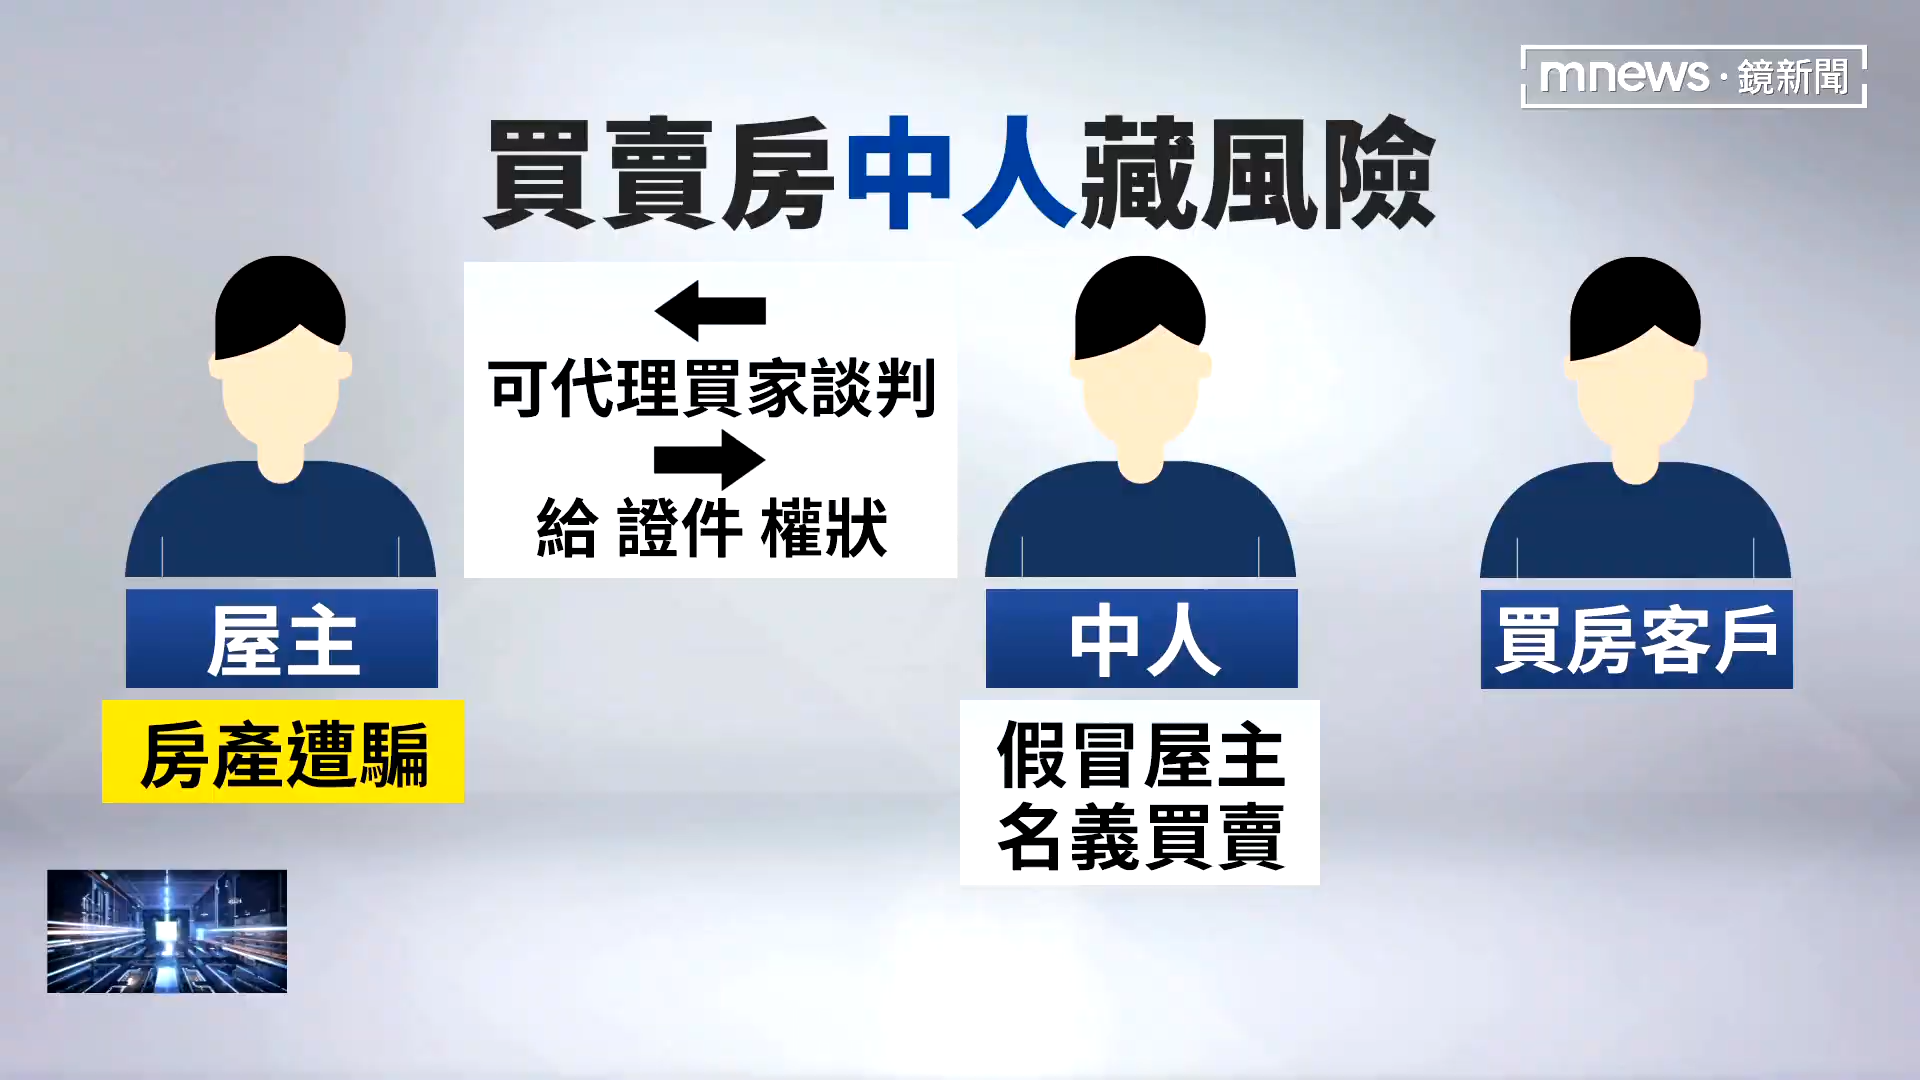 mnews·鏡新聞
買賣房中人藏風險
可代理買家談判
給 證件 權狀
屋主
中人
買房客戶
房產遭騙
假冒屋主
名義買賣